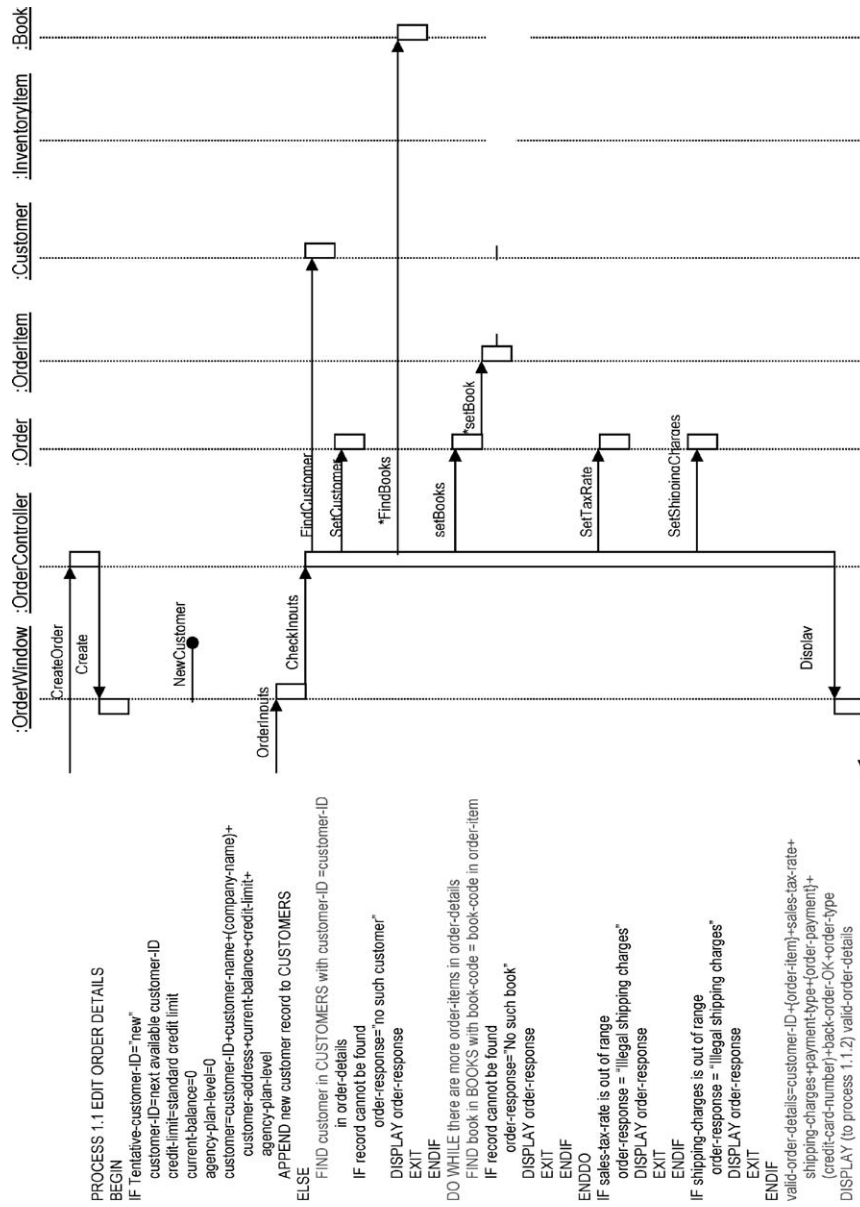 :OrderWindow
:OrderController
:Order
:OrderItem
:Customer
:InventoryItem
:Book
CreateOrder
Create
NewCustomer
OrderInputs
CheckInputs
FindCustomer
SetCustomer
*FindBooks
setBooks
*setBook
SetTaxRate
SetShippingCharges
Display
PROCESS 1.1 EDIT ORDER DETAILS
BEGIN
IF Tentative-customer-ID="new"
customer-ID=next available customer-ID
credit-limit=standard credit limit
current-balance=0
agency-plan-level=0
customer=customer-ID+customer-name+(company-name)+
customer-address+current-balance+credit-limit+
agency-plan-level
APPEND new customer record to CUSTOMERS
ELSE
FIND customer in CUSTOMERS with customer-ID =customer-ID
in order-details
IF record cannot be found
order-response="no such customer"
DISPLAY order-response
EXIT
ENDIF
DO WHILE there are more order-items in order-details
FIND book in BOOKS with book-code = book-code in order-item
IF record cannot be found
order-response="No such book"
DISPLAY order-response
EXIT
ENDIF
ENDDO
IF sales-tax-rate is out of range
order-response = "Illegal shipping charges"
DISPLAY order-response
EXIT
ENDIF
IF shipping-charges is out of range
order-response = "Illegal shipping charges"
DISPLAY order-response
EXIT
ENDIF
valid-order-details=customer-ID+{order-item}+sales-tax-rate+
shipping-charges+payment-type+(order-payment}+
(credit-card-number)+back-order-OK+order-type
DISPLAY (to process 1.1.2) valid-order-details